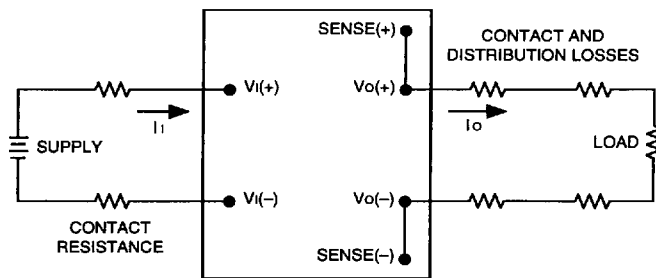 SENSE(+)
CONTACT AND
DISTRIBUTION LOSSES
VI(+)
VO(+)
I1
IO
SUPPLY
LOAD
VI(–)
VO(–)
CONTACT
RESISTANCE
SENSE(–)